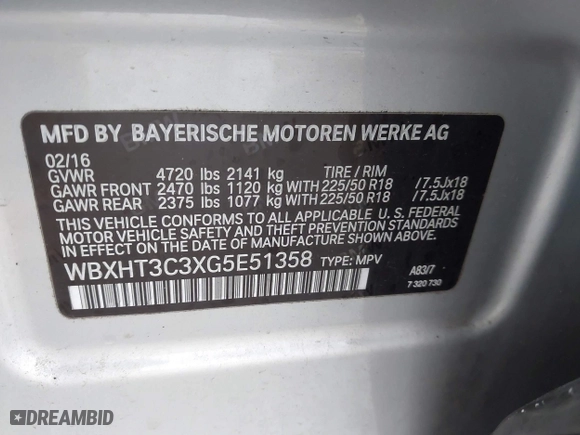 MFD BY BAYERISCHE MOTOREN WERKE AG
02/16
GVWR 4720 lbs 2141 kg TIRE / RIM
GAWR FRONT 2470 lbs 1120 kg WITH 225/50 R18 /7.5Jx18
GAWR REAR 2375 lbs 1077 kg WITH 225/50 R18 /7.5Jx18
THIS VEHICLE CONFORMS TO ALL APPLICABLE U. S. FEDERAL
MOTOR VEHICLE SAFETY AND THEFT PREVENTION STANDARDS
IN EFFECT ON THE DATE OF MANUFACTURE SHOWN ABOVE.
WBXHT3C3XG5E51358 TYPE: MPV
A83/7
7 320 730
DREAMBID